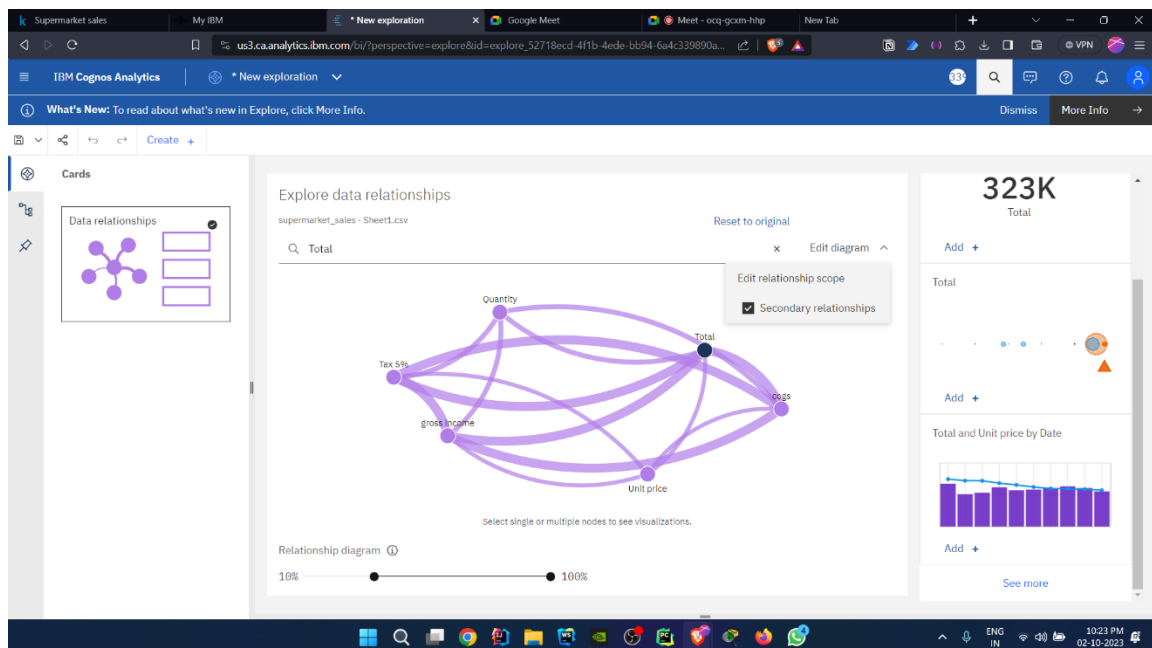 k Supermarket sales
My IBM
* New exploration ×
Google Meet
Meet - ocq-gcxm-hhp
New Tab
us3.ca.analytics.ibm.com/bi/?perspective=explore&id=explore_52718ecd-4f1b-4ede-bb94-6a4c339890a...
VPN
IBM Cognos Analytics
* New exploration
What's New: To read about what's new in Explore, click More Info.
Dismiss
More Info
Create +
Cards
Data relationships
Explore data relationships
supermarket_sales - Sheet1.csv
Reset to original
Total
Edit diagram
Edit relationship scope
Secondary relationships
Quantity
Total
Tax 5%
cogs
gross income
Unit price
Select single or multiple nodes to see visualizations.
Relationship diagram
10%
100%
323K
Total
Add +
Total
Add +
Total and Unit price by Date
Add +
See more
ENG
IN
10:23 PM
02-10-2023